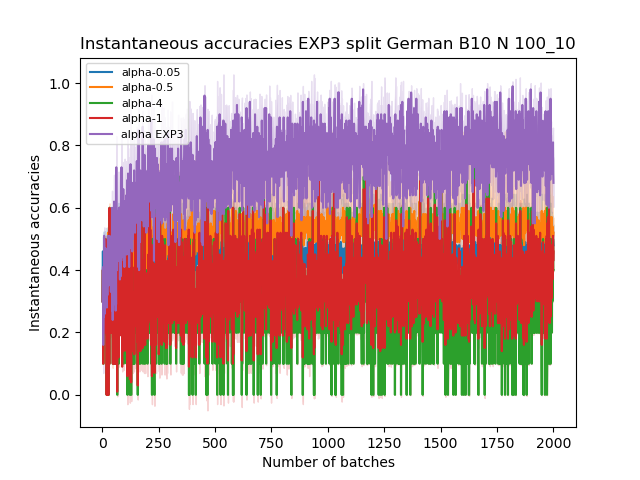 Instantaneous accuracies EXP3 split German B10 N 100_10
Instantaneous accuracies
1.0
0.8
0.6
0.4
0.2
0.0
alpha-0.05
alpha-0.5
alpha-4
alpha-1
alpha EXP3
0 250 500 750 1000 1250 1500 1750 2000
Number of batches